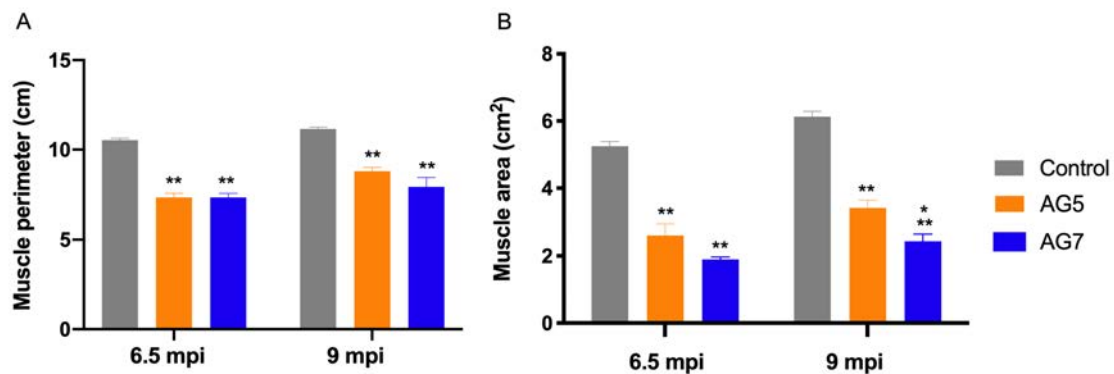 A
Muscle perimeter (cm)
15
10
5
0
** **
** **
6.5 mpi 9 mpi
B
Muscle area (cm²)
8
6
4
2
0
** **
** *
**
6.5 mpi 9 mpi
Control
AG5
AG7